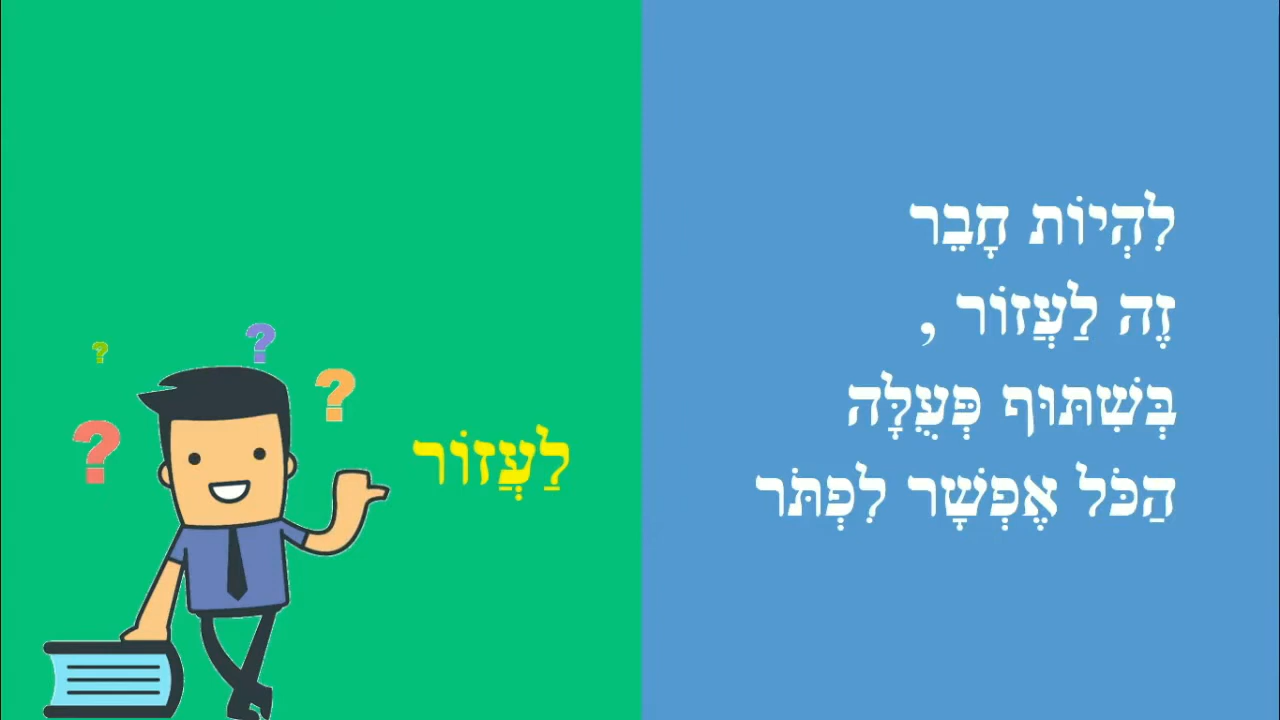 לִהְיוֹת חָבֵר
זֶה לַעֲזוֹר ,
בְּשִׁתּוּף פְּעֻלָּה
הַכֹּל אֶפְשָׁר לִפְתֹּר
לַעֲזוֹר
?
?
?
?